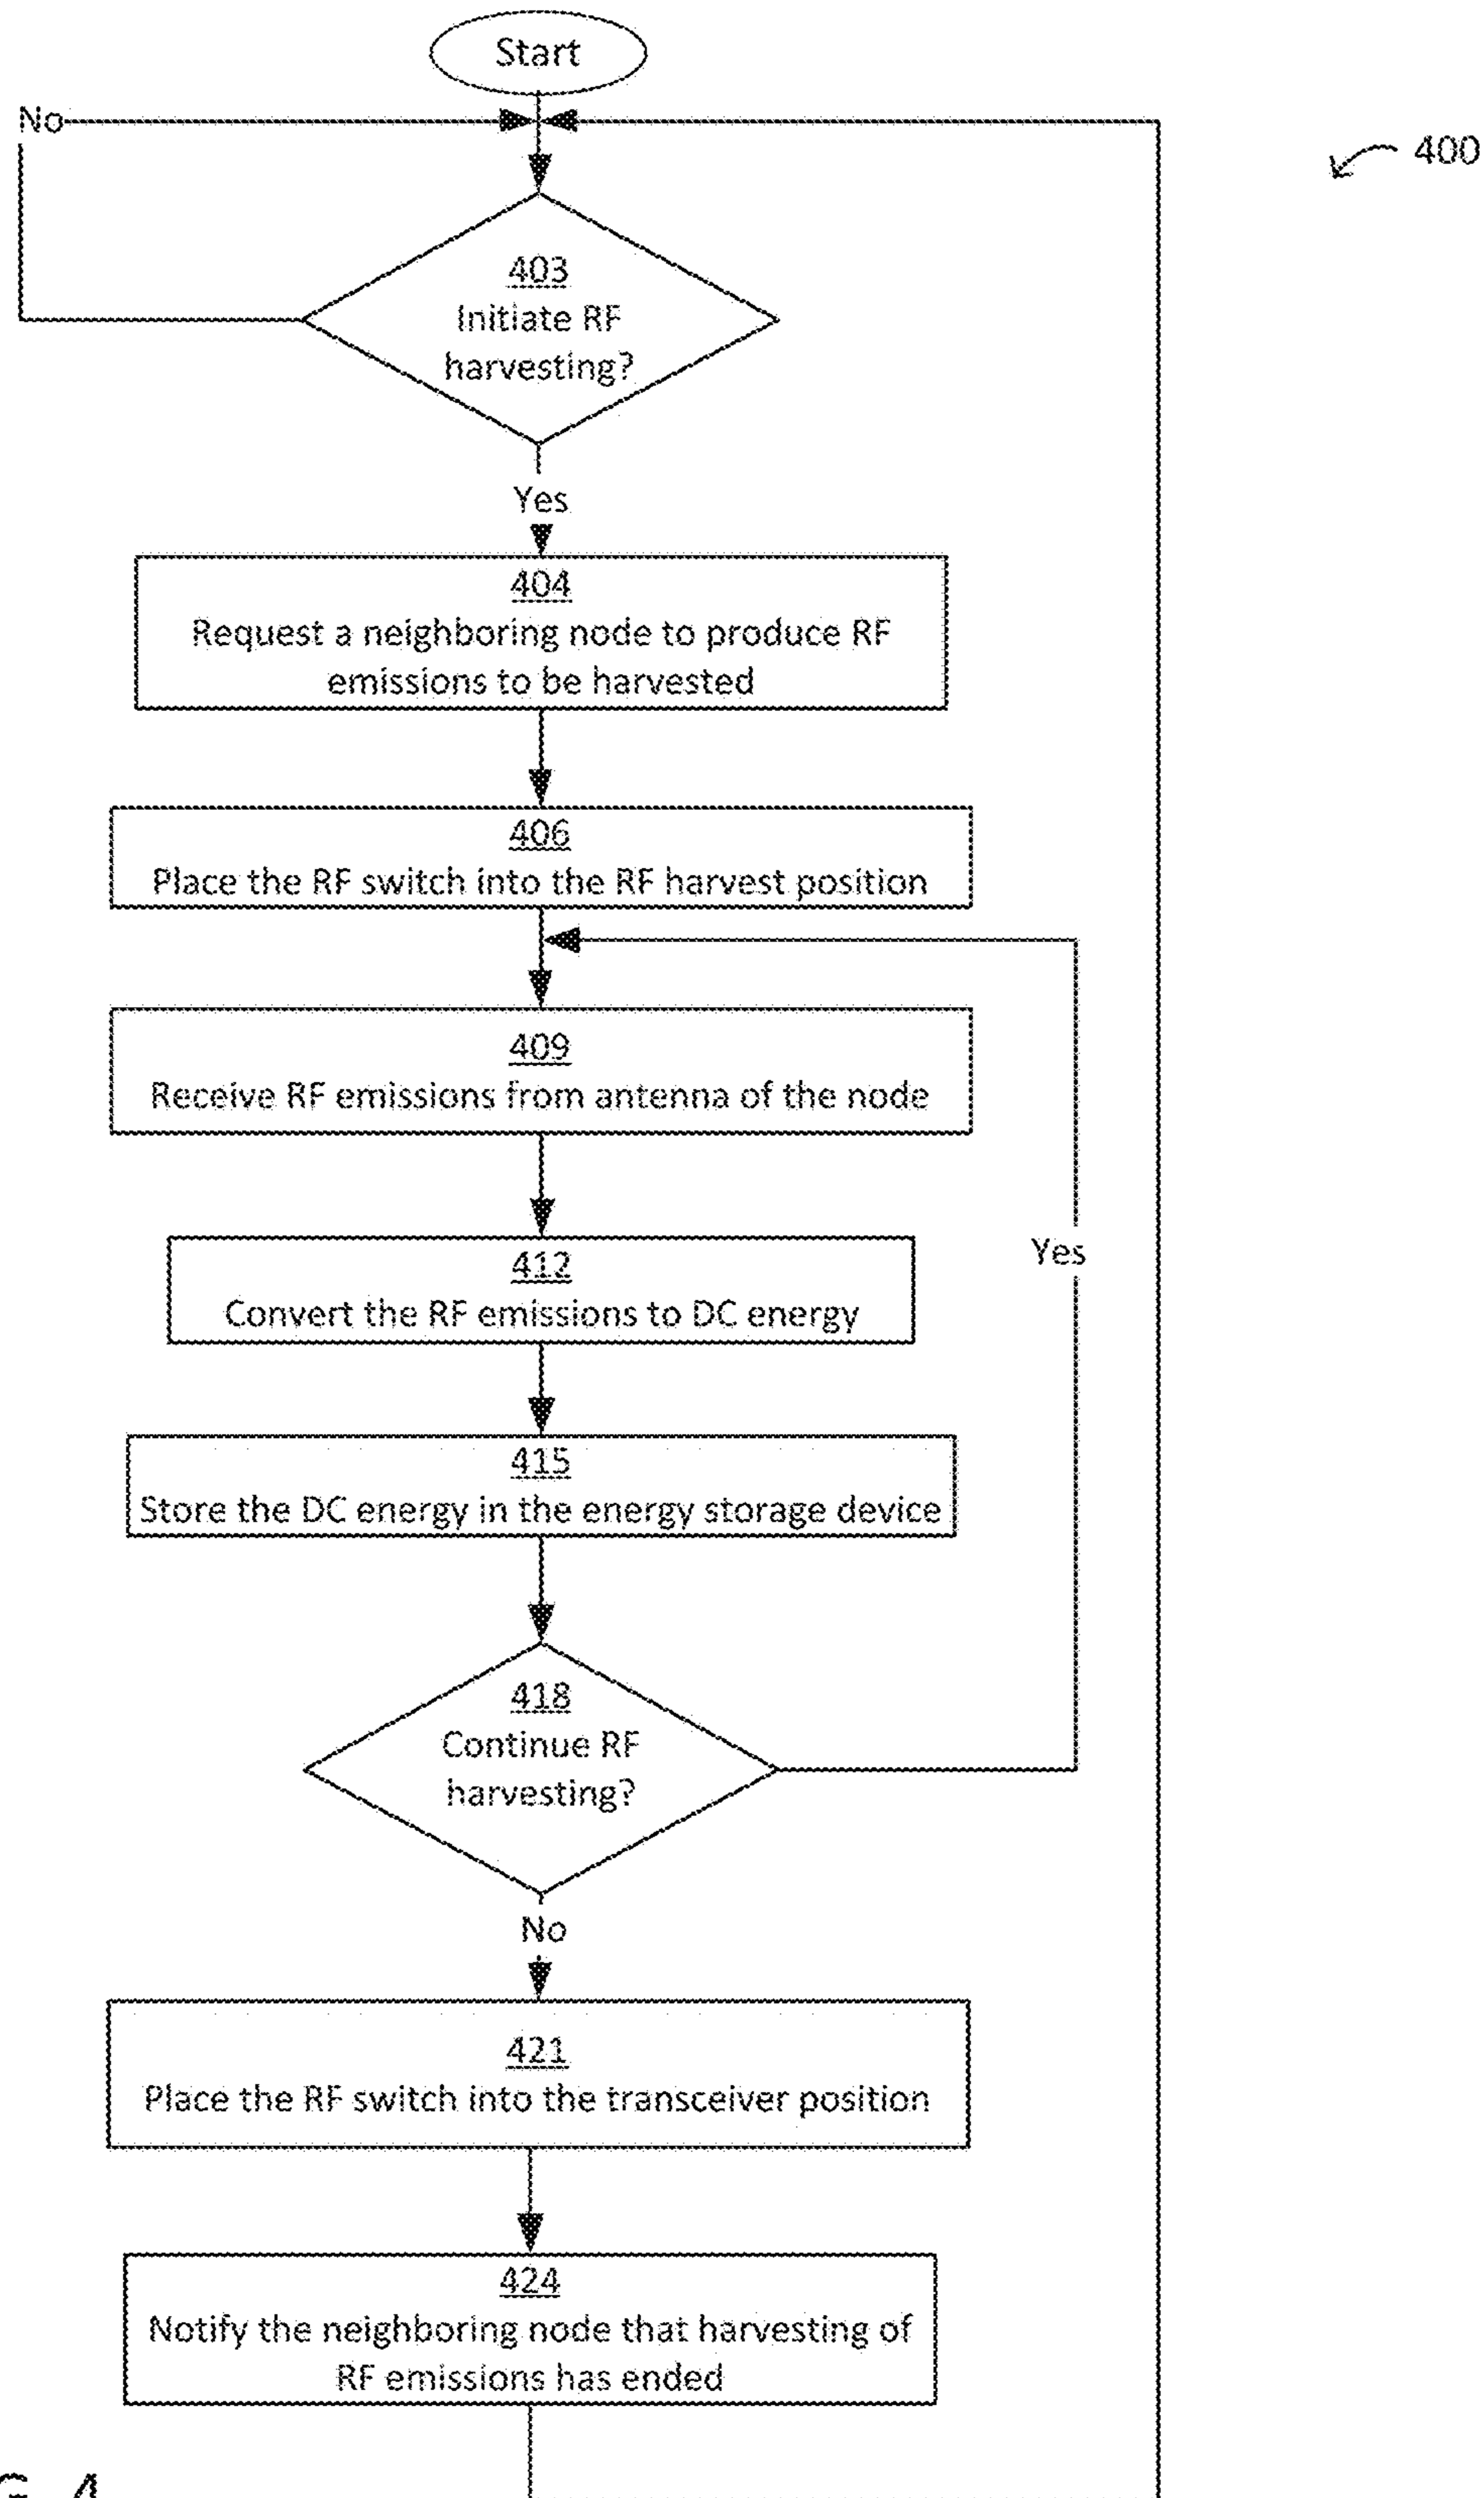 Start
No
400
403
Initiate RF
harvesting?
Yes
404
Request a neighboring node to produce RF
emissions to be harvested
406
Place the RF switch into the RF harvest position
409
Receive RF emissions from antenna of the node
412
Convert the RF emissions to DC energy
Yes
415
Store the DC energy in the energy storage device
418
Continue RF
harvesting?
No
421
Place the RF switch into the transceiver position
424
Notify the neighboring node that harvesting of
RF emissions has ended
G. 4